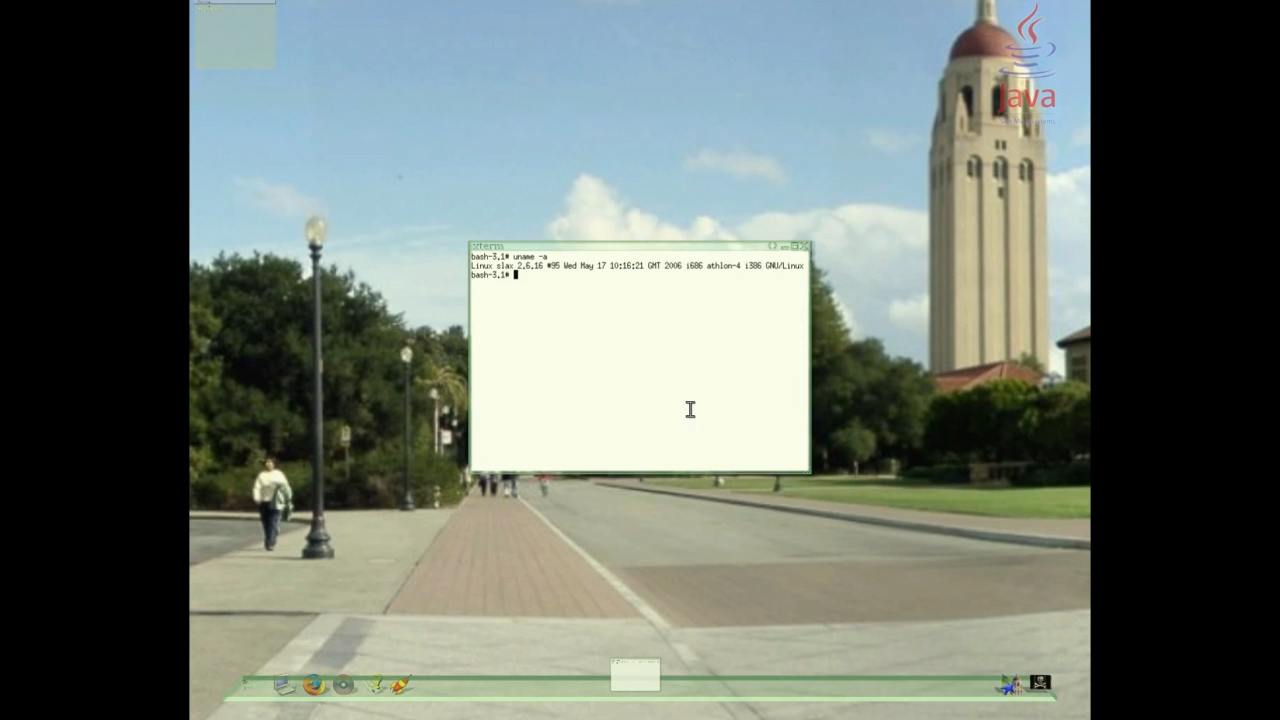 Java
xterm
bash-3.1# uname -a
Linux slax 2.6.16 #95 Wed May 17 10:16:21 GMT 2006 i686 athlon-4 i386 GNU/Linux
bash-3.1#